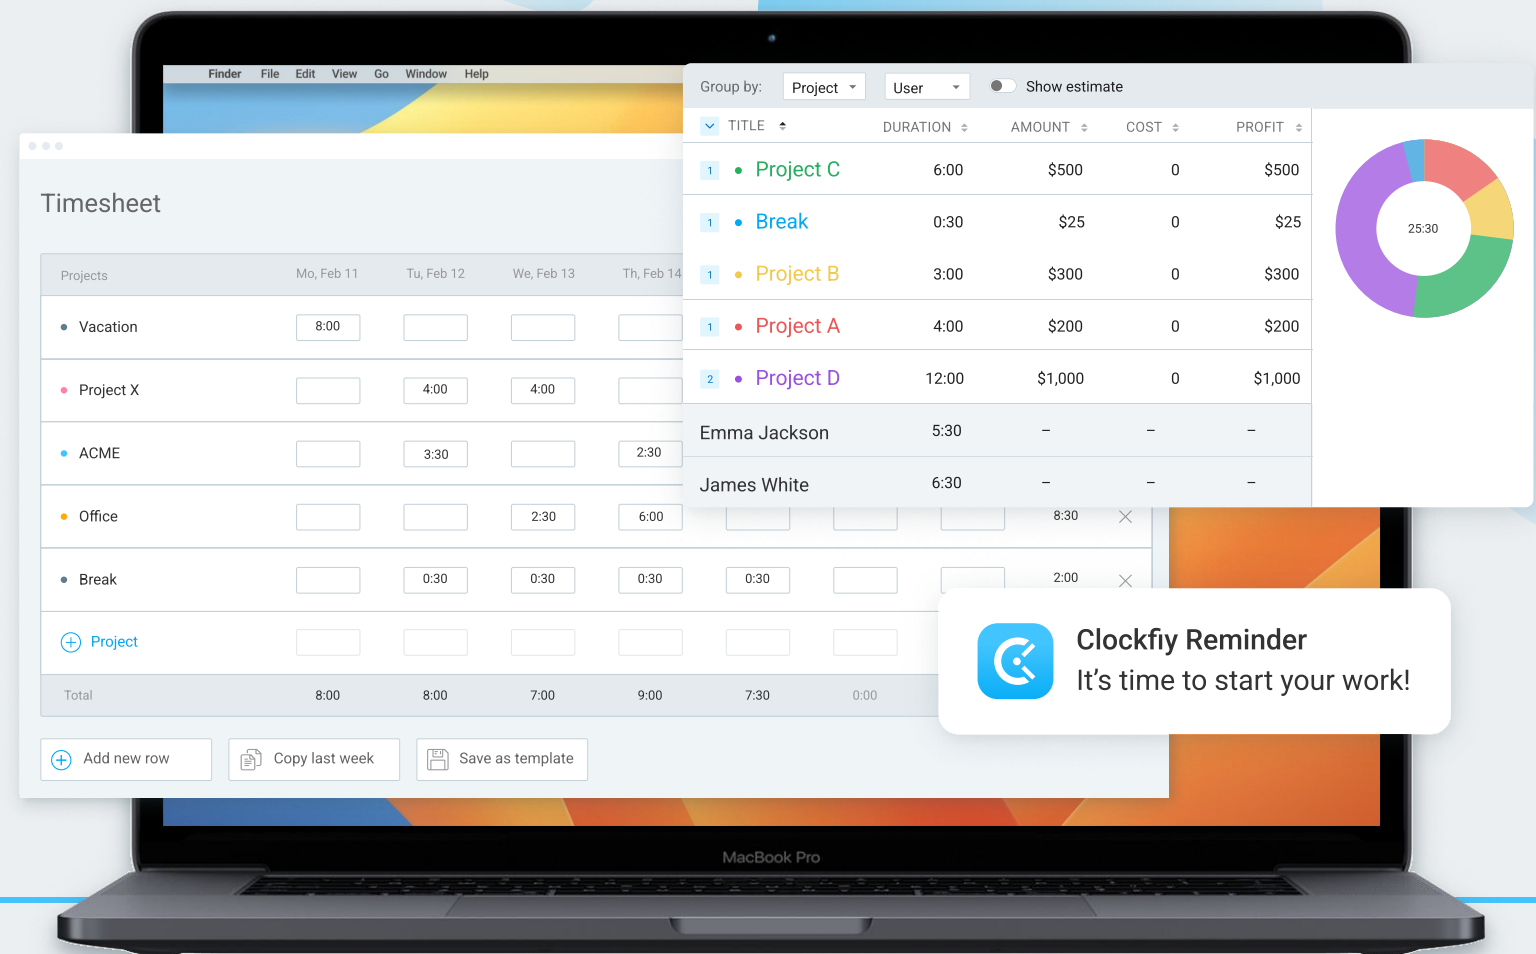 Finder File Edit View Go Window Help
Group by: Project User Show estimate
TITLE DURATION AMOUNT COST PROFIT
1 Project C 6:00 $500 0 $500
1 Break 0:30 $25 0 $25
1 Project B 3:00 $300 0 $300
1 Project A 4:00 $200 0 $200
2 Project D 12:00 $1,000 0 $1,000
Emma Jackson 5:30 – – –
James White 6:30 – – –
25:30
Timesheet
Projects Mo, Feb 11 Tu, Feb 12 We, Feb 13 Th, Feb 14
Vacation 8:00
Project X 4:00 4:00
ACME 3:30 2:30
Office 2:30 6:00 8:30
Break 0:30 0:30 0:30 0:30 2:00
Project
Total 8:00 8:00 7:00 9:00 7:30 0:00
Add new row Copy last week Save as template
Clockfiy Reminder
It's time to start your work!
MacBook Pro